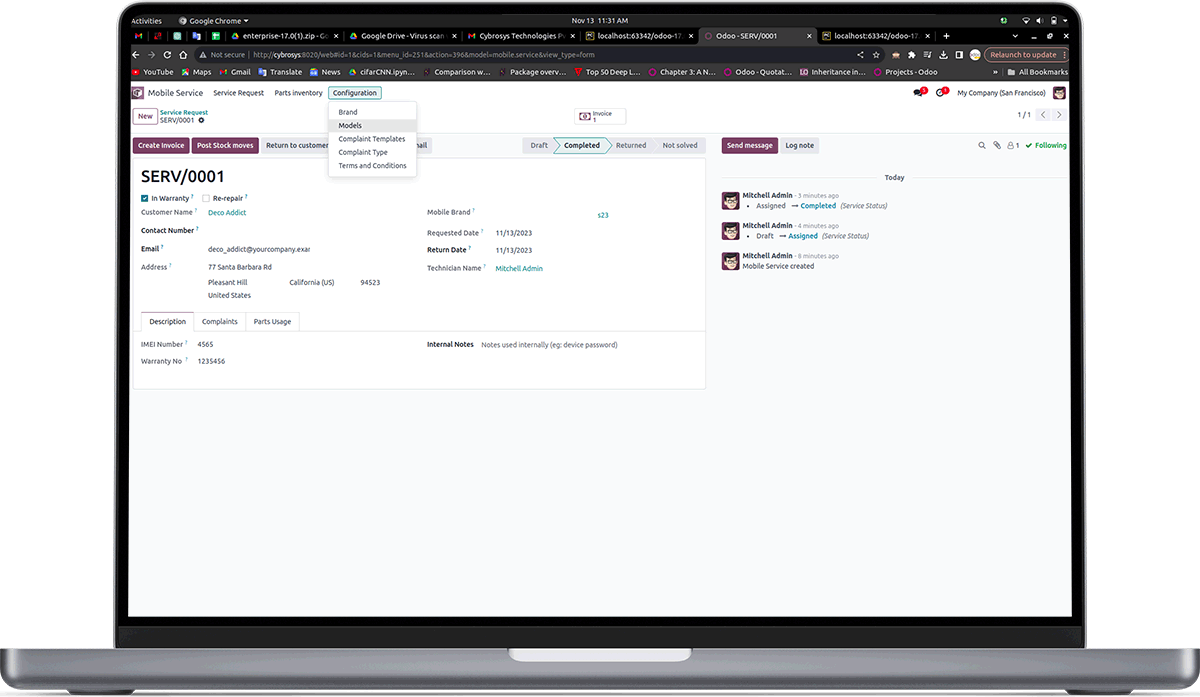 Activities Google Chrome Nov 13 11:31 AM
enterprise-17.0(1).zip - Go Google Drive - Virus scan Cybrosys Technologies P localhost:63342/odoo-17. Odoo - SERV/0001 localhost:63342/odoo-17.
Not secure http://cybrosys:8020/web#id=1&cids=1&menu_id=251&action=396&model=mobile.service&view_type=form Relaunch to update
YouTube Maps Gmail Translate News cifarCNN.ipyn... Comparison w... Package overv... Top 50 Deep L... Chapter 3: A N... Odoo - Quotat... Inheritance in... Projects - Odoo » All Bookmarks
Mobile Service Service Request Parts inventory Configuration 3 1 My Company (San Francisco)
New Service Request
SERV/0001
Brand
Models
Complaint Templates
Complaint Type
Terms and Conditions
Invoice
1
1 / 1
Create Invoice Post Stock moves Return to customer ail Draft Completed Returned Not solved Send message Log note 1 Following
SERV/0001
In Warranty ? Re-repair ?
Customer Name ? Deco Addict
Contact Number ?
Email ? deco_addict@yourcompany.exar
Address ? 77 Santa Barbara Rd
Pleasant Hill California (US) 94523
United States
Mobile Brand ? s23
Requested Date ? 11/13/2023
Return Date ? 11/13/2023
Technician Name ? Mitchell Admin
Description Complaints Parts Usage
IMEI Number ? 4565
Warranty No ? 1235456
Internal Notes Notes used internally (eg: device password)
Today
Mitchell Admin - 3 minutes ago
• Assigned → Completed (Service Status)
Mitchell Admin - 4 minutes ago
• Draft → Assigned (Service Status)
Mitchell Admin - 8 minutes ago
Mobile Service created